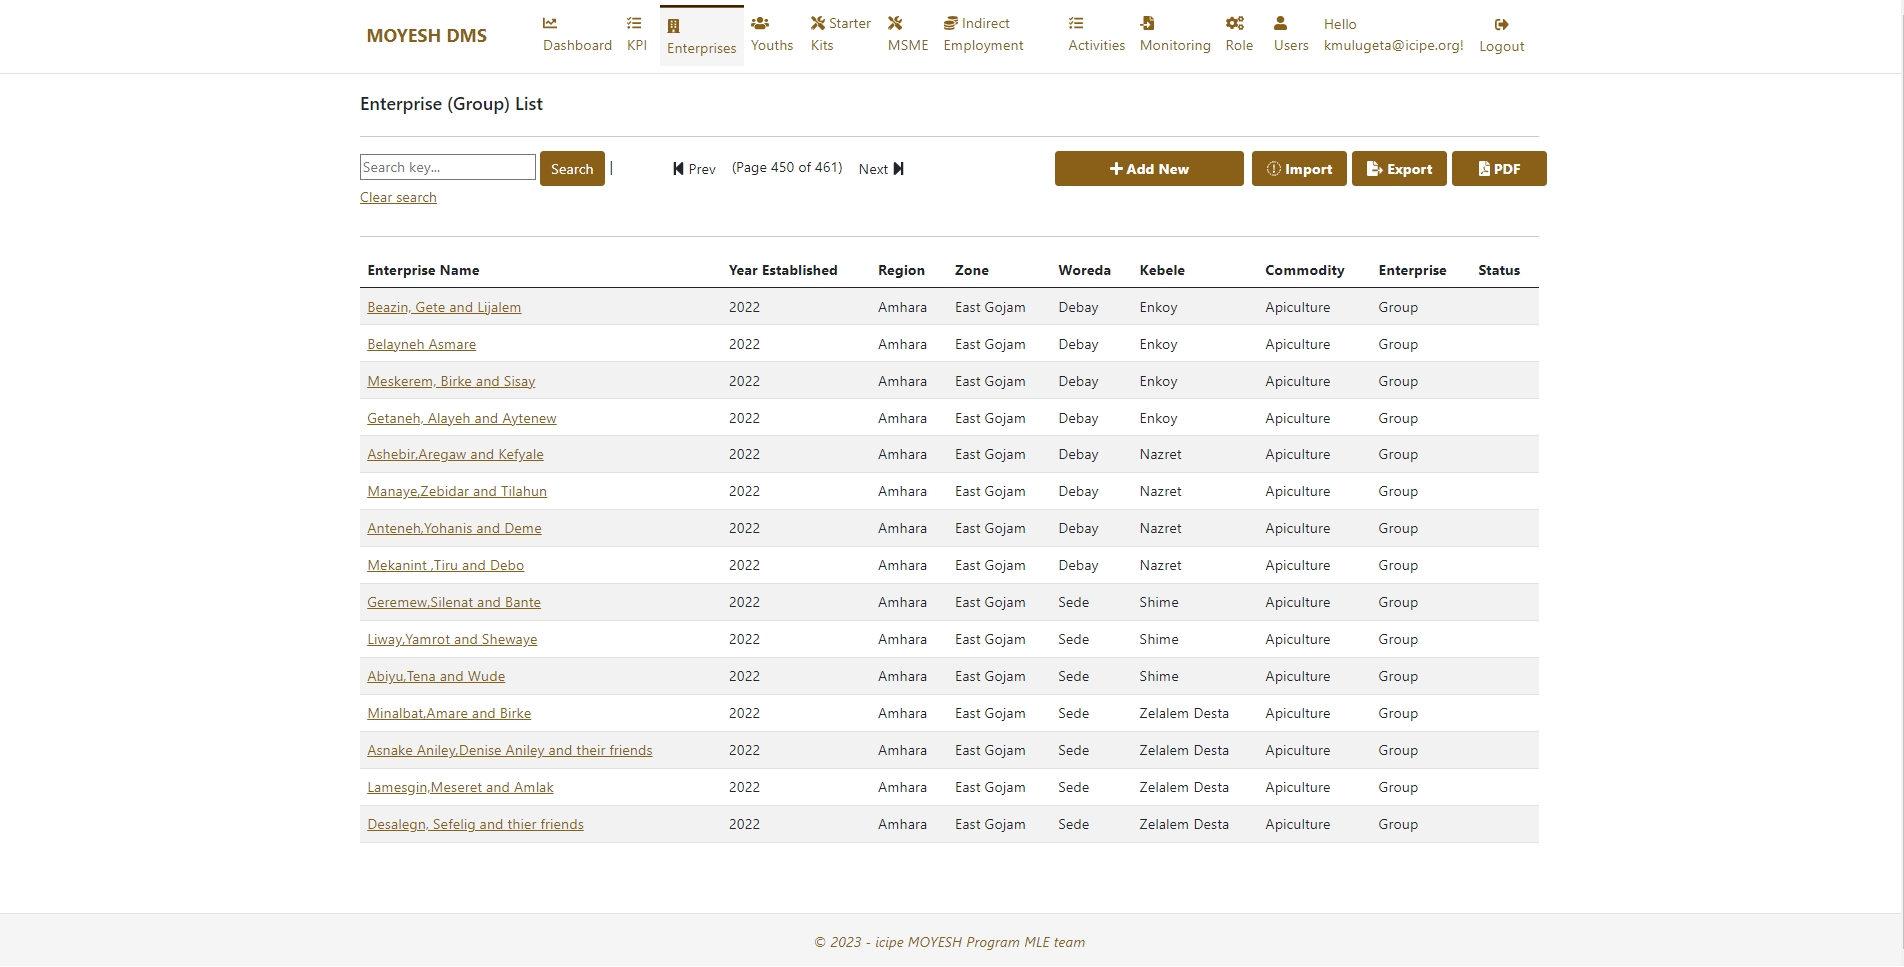 MOYESH DMS
Dashboard
KPI
Enterprises
Youths
Starter
Kits
MSME
Indirect
Employment
Activities
Monitoring
Role
Users
Hello
kmulugeta@icipe.org!
Logout
Enterprise (Group) List
Search key... Search | Prev (Page 450 of 461) Next Add New Import Export PDF
Clear search
Enterprise Name Year Established Region Zone Woreda Kebele Commodity Enterprise Status
Beazin, Gete and Lijalem 2022 Amhara East Gojam Debay Enkoy Apiculture Group
Belayneh Asmare 2022 Amhara East Gojam Debay Enkoy Apiculture Group
Meskerem, Birke and Sisay 2022 Amhara East Gojam Debay Enkoy Apiculture Group
Getaneh, Alayeh and Aytenew 2022 Amhara East Gojam Debay Enkoy Apiculture Group
Ashebir,Aregaw and Kefyale 2022 Amhara East Gojam Debay Nazret Apiculture Group
Manaye,Zebidar and Tilahun 2022 Amhara East Gojam Debay Nazret Apiculture Group
Anteneh,Yohanis and Deme 2022 Amhara East Gojam Debay Nazret Apiculture Group
Mekanint ,Tiru and Debo 2022 Amhara East Gojam Debay Nazret Apiculture Group
Geremew,Silenat and Bante 2022 Amhara East Gojam Sede Shime Apiculture Group
Liway,Yamrot and Shewaye 2022 Amhara East Gojam Sede Shime Apiculture Group
Abiyu,Tena and Wude 2022 Amhara East Gojam Sede Shime Apiculture Group
Minalbat,Amare and Birke 2022 Amhara East Gojam Sede Zelalem Desta Apiculture Group
Asnake Aniley,Denise Aniley and their friends 2022 Amhara East Gojam Sede Zelalem Desta Apiculture Group
Lamesgin,Meseret and Amlak 2022 Amhara East Gojam Sede Zelalem Desta Apiculture Group
Desalegn, Sefelig and thier friends 2022 Amhara East Gojam Sede Zelalem Desta Apiculture Group
© 2023 - icipe MOYESH Program MLE team